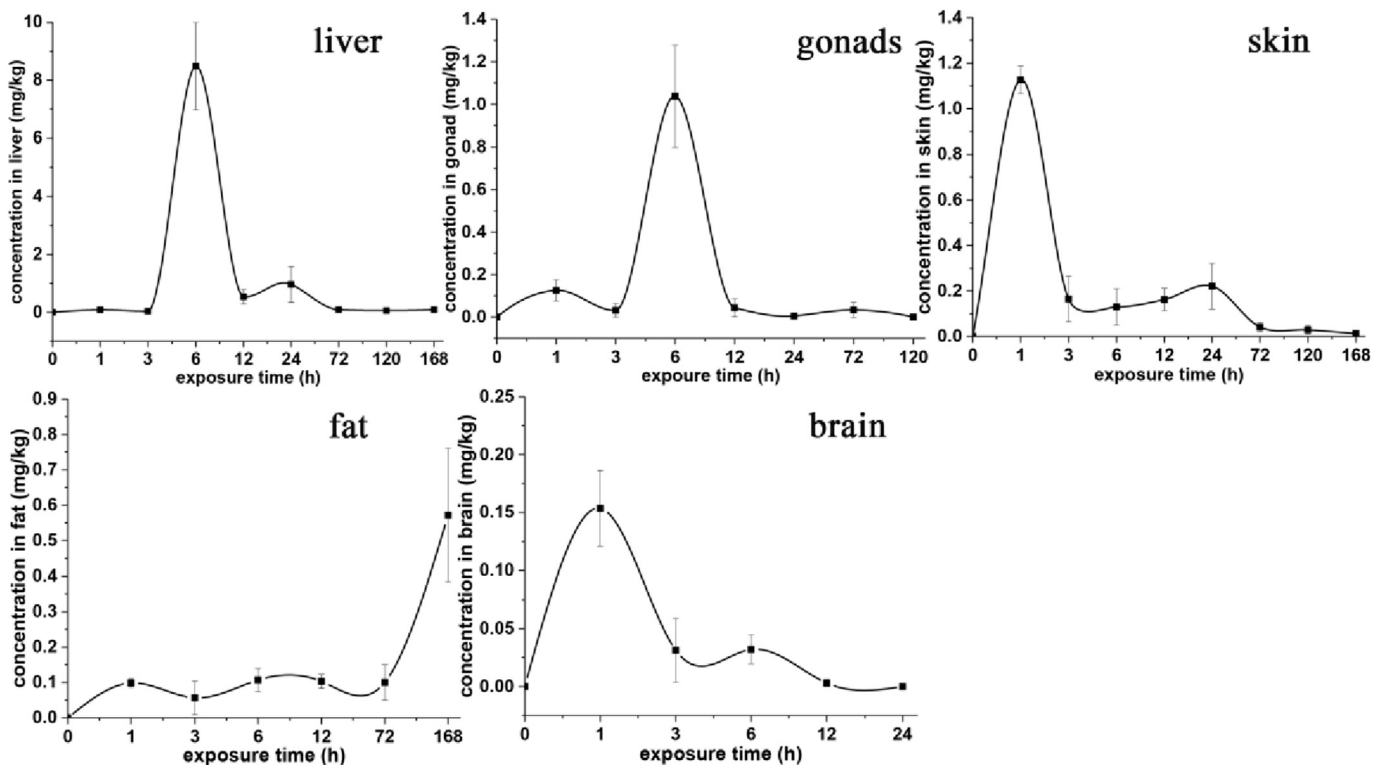 liver
concentration in liver (mg/kg)
10
8
6
4
2
0
0 1 3 6 12 24 72 120 168
exposure time (h)
gonads
concentration in gonad (mg/kg)
1.4
1.2
1.0
0.8
0.6
0.4
0.2
0.0
0 1 3 6 12 24 72 120
expoure time (h)
skin
concentration in skin (mg/kg)
1.4
1.2
1.0
0.8
0.6
0.4
0.2
0.0
0 1 3 6 12 24 72 120 168
exposure time (h)
fat
concentration in fat (mg/kg)
0.9
0.8
0.7
0.6
0.5
0.4
0.3
0.2
0.1
0.0
0 1 3 6 12 72 168
exposure time (h)
brain
concentration in brain (mg/kg)
0.25
0.20
0.15
0.10
0.05
0.00
0 1 3 6 12 24
exposure time (h)